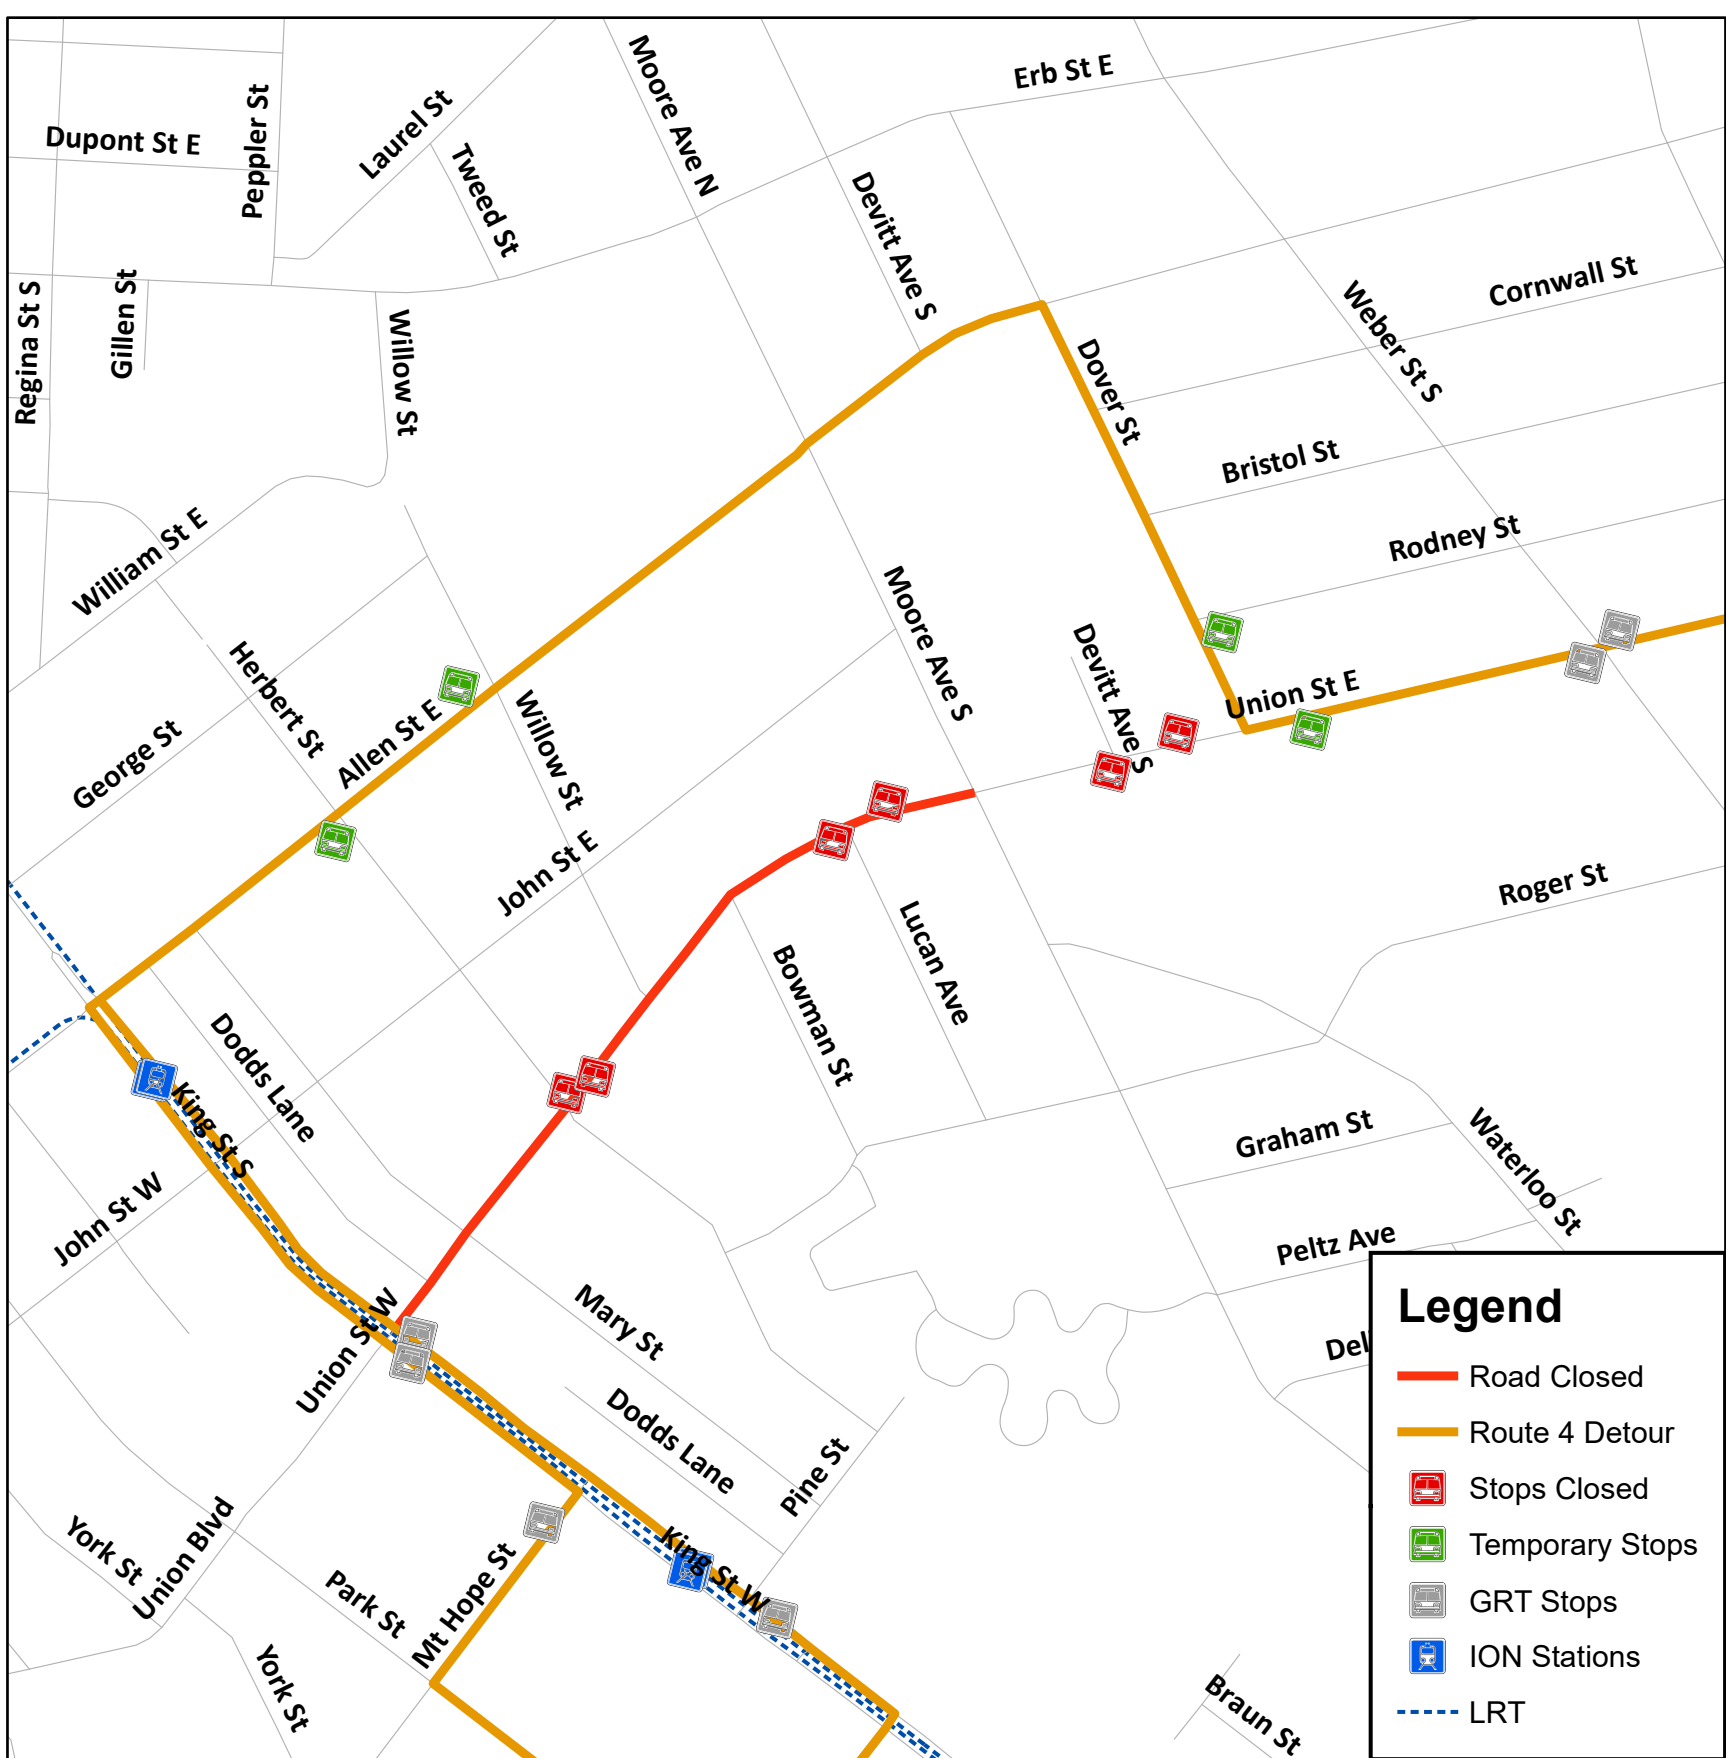 Erb St E
Moore Ave N
Laurel St
Peppler St
Dupont St E
Tweed St
Devitt Ave S
Cornwall St
Gillen St
Regina St S
Willow St
Weber St S
Dover St
Bristol St
Rodney St
William St E
Moore Ave S
Devitt Ave S
Herbert St
Union St E
Allen St E
Willow St
George St
John St E
Roger St
Lucan Ave
Bowman St
Dodds Lane
King St S
Graham St
Waterloo St
John St W
Peltz Ave
Union St W
Mary St
Del
Dodds Lane
Pine St
York St
Union Blvd
King St W
Park St
Mt Hope St
York St
Braun St
Legend
Road Closed
Route 4 Detour
Stops Closed
Temporary Stops
GRT Stops
ION Stations
LRT